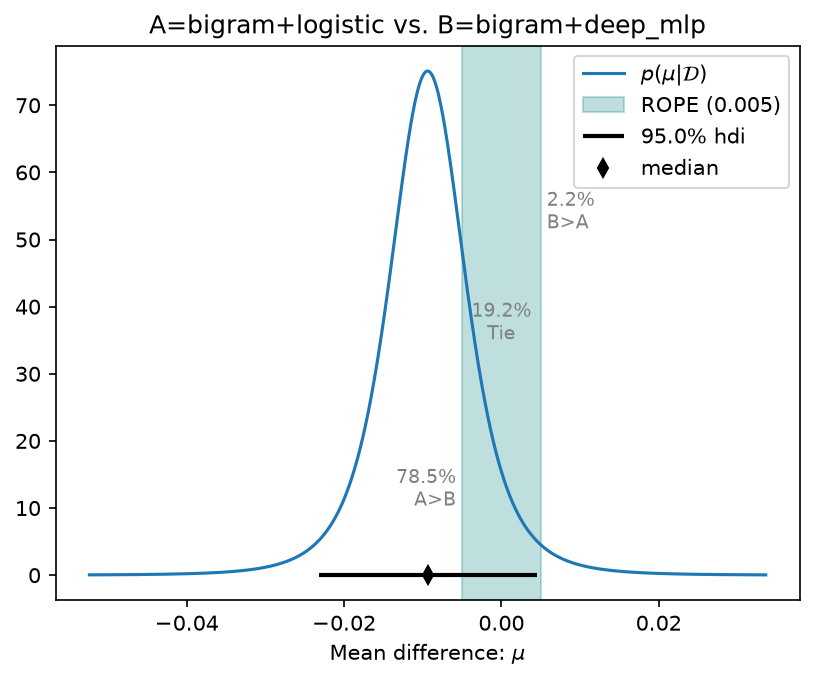 A=bigram+logistic vs. B=bigram+deep_mlp
70
60
50
40
30
20
10
0
p(μ|𝒟)
ROPE (0.005)
95.0% hdi
median
2.2%
B>A
19.2%
Tie
78.5%
A>B
−0.04
−0.02
0.00
0.02
Mean difference: μ